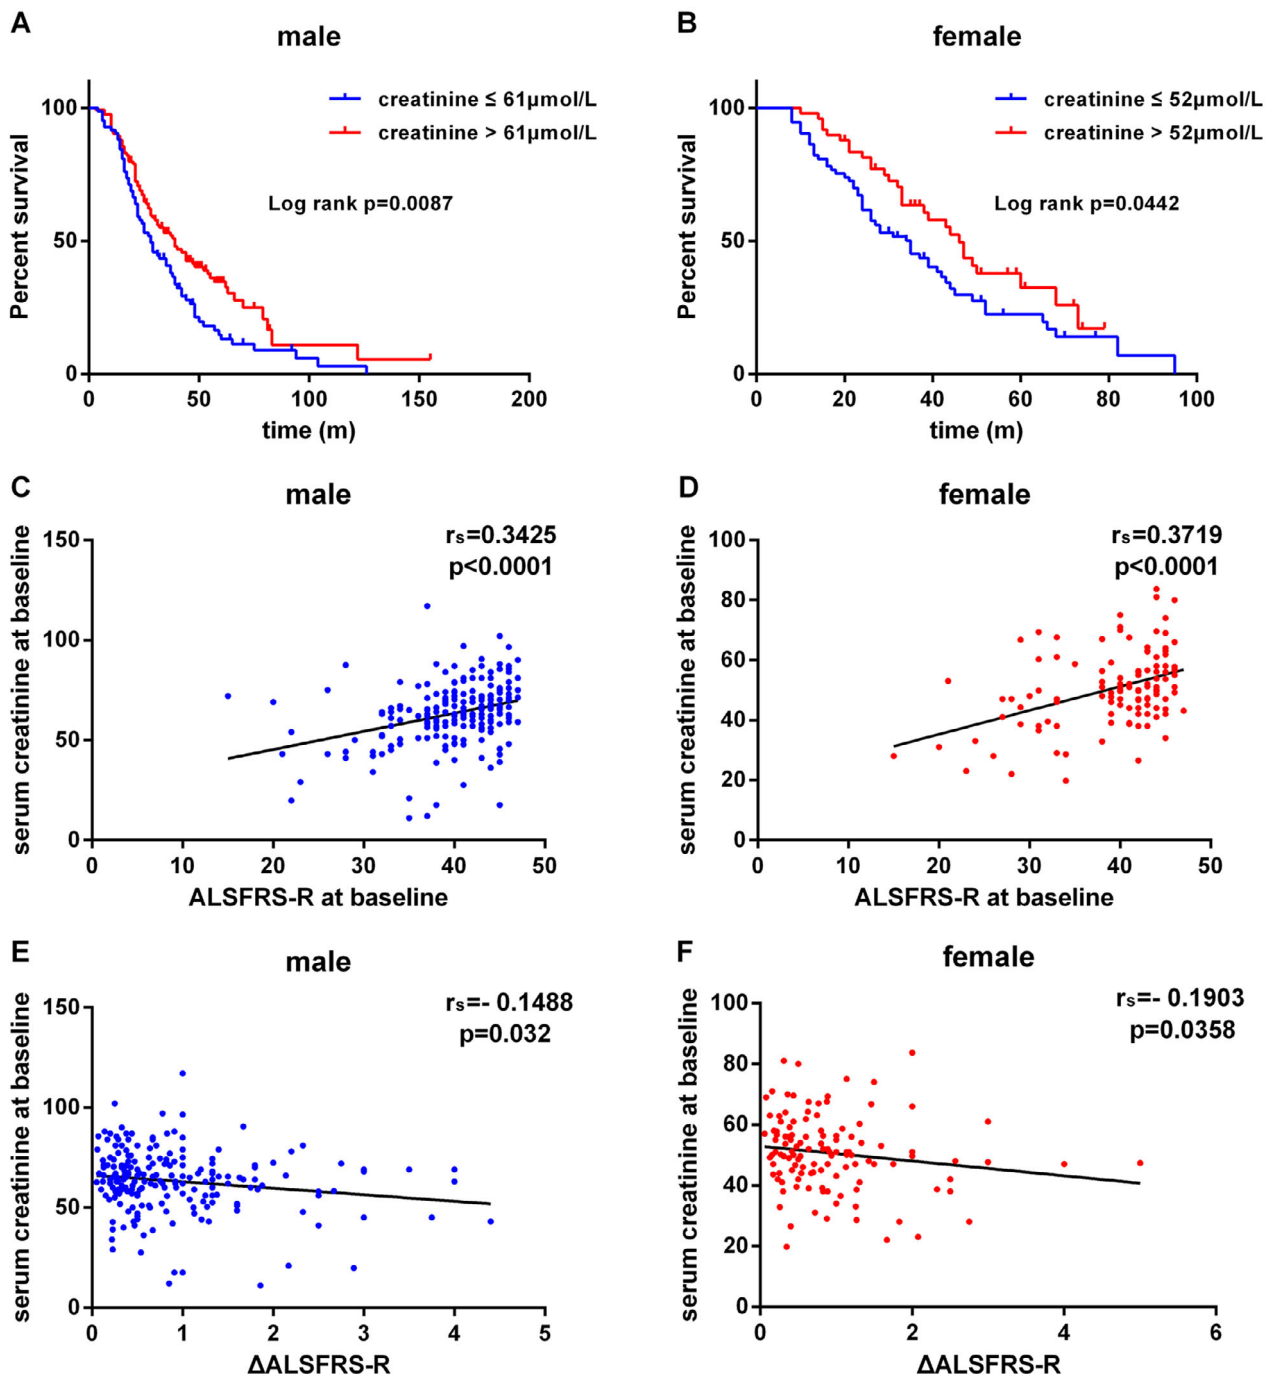 A
male
creatinine ≤ 61µmol/L
creatinine > 61µmol/L
Log rank p=0.0087
Percent survival
100
50
0
0 50 100 150 200
time (m)
B
female
creatinine ≤ 52µmol/L
creatinine > 52µmol/L
Log rank p=0.0442
Percent survival
100
50
0
0 20 40 60 80 100
time (m)
C
male
rs=0.3425
p<0.0001
serum creatinine at baseline
150
100
50
0
0 10 20 30 40 50
ALSFRS-R at baseline
D
female
rs=0.3719
p<0.0001
serum creatinine at baseline
100
80
60
40
20
0
0 10 20 30 40 50
ALSFRS-R at baseline
E
male
rs=- 0.1488
p=0.032
serum creatinine at baseline
150
100
50
0
0 1 2 3 4 5
ΔALSFRS-R
F
female
rs=- 0.1903
p=0.0358
serum creatinine at baseline
100
80
60
40
20
0
0 2 4 6
ΔALSFRS-R